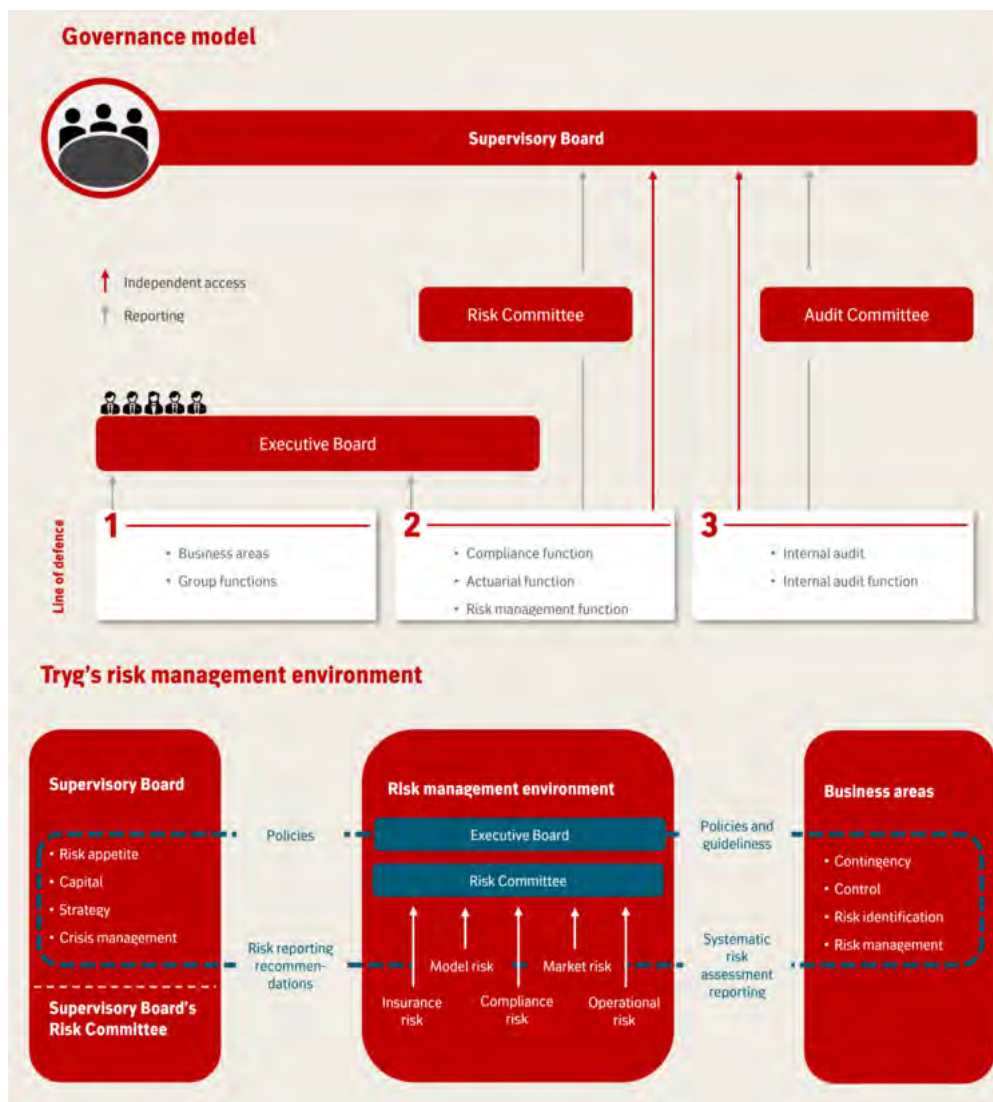 Governance model
Supervisory Board
Independent access
Reporting
Risk Committee
Audit Committee
Executive Board
Line of defence
1
• Business areas
• Group functions
2
• Compliance function
• Actuarial function
• Risk management function
3
• Internal audit
• Internal audit function
Tryg's risk management environment
Supervisory Board
• Risk appetite
• Capital
• Strategy
• Crisis management
Supervisory Board's
Risk Committee
Policies
Risk reporting
recommen-
dations
Risk management environment
Executive Board
Risk Committee
Model risk
Market risk
Insurance
risk
Compliance
risk
Operational
risk
Policies and
guideliness
Systematic
risk
assessment
reporting
Business areas
• Contingency
• Control
• Risk identification
• Risk management